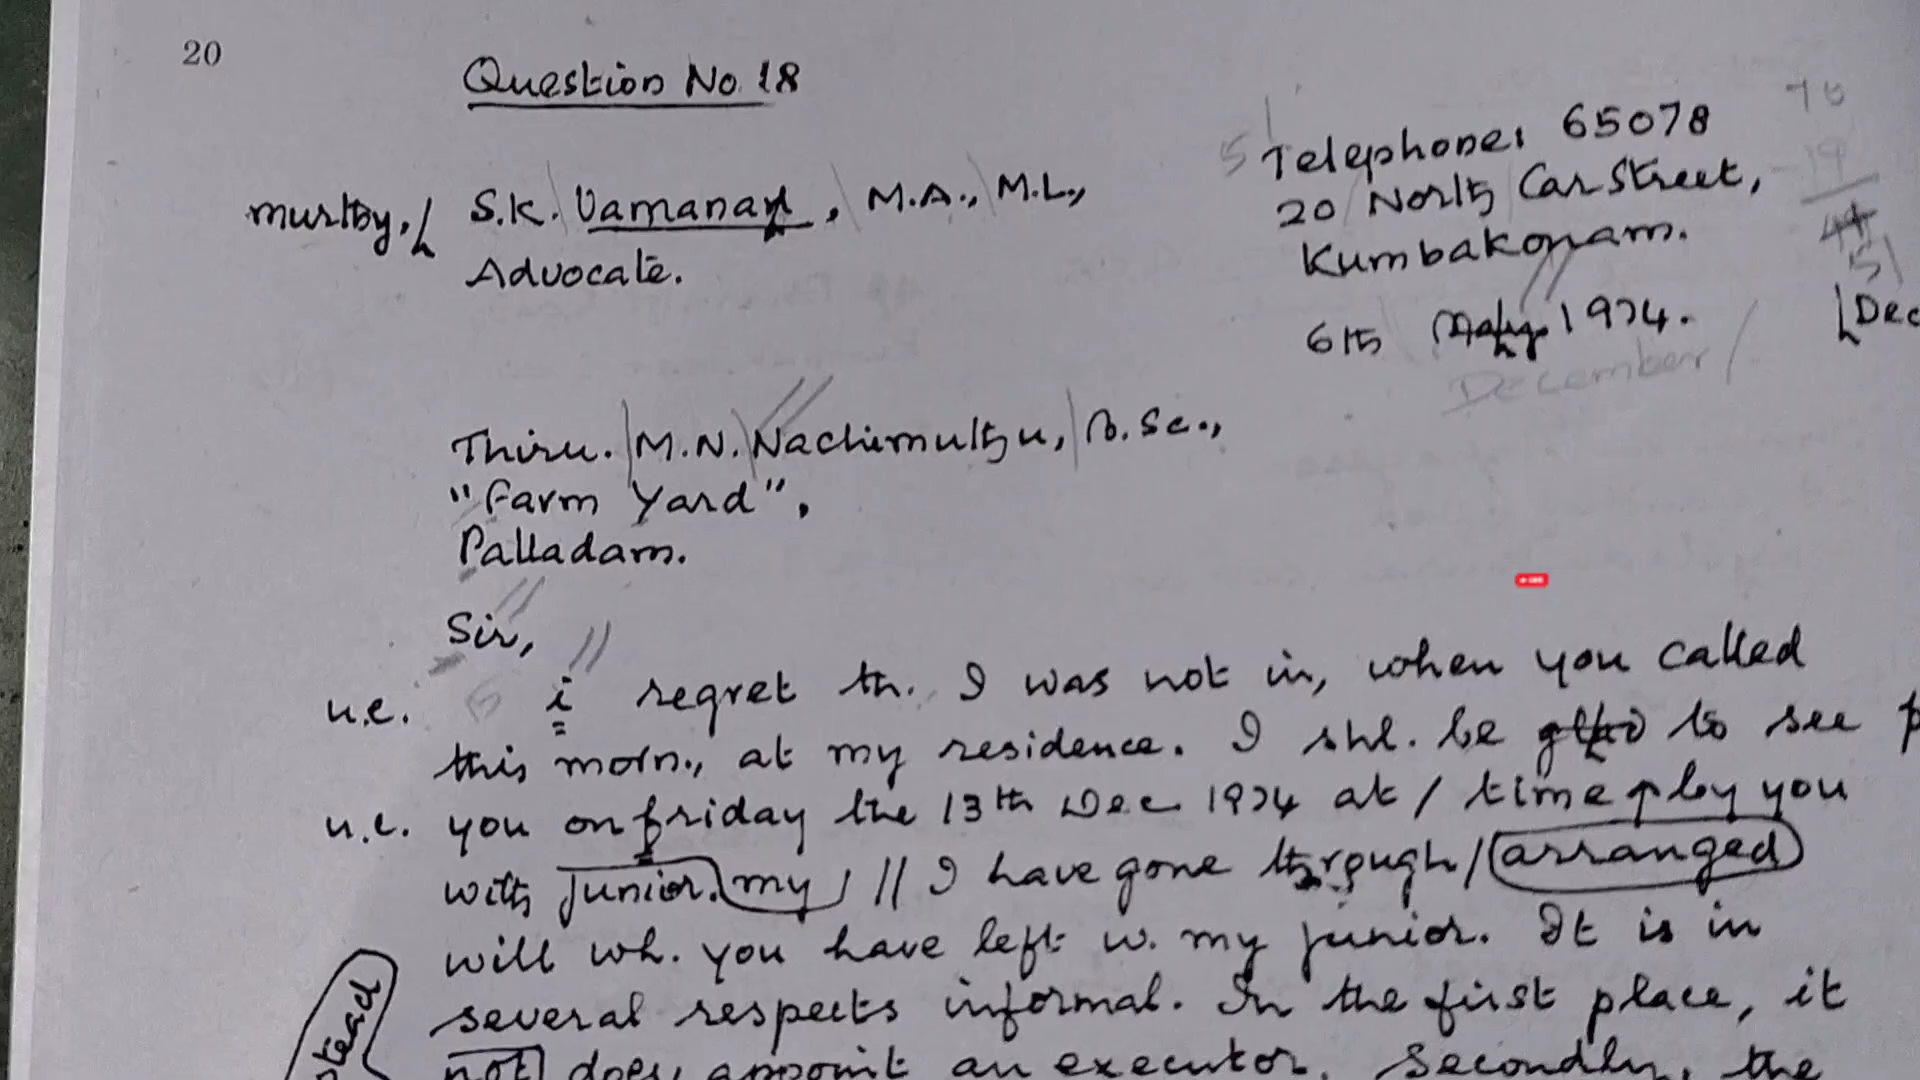 20
Question No 18
murthy, S.K. Vamanan, M.A., M.L.,
Advocate.
Telephone: 65078
20 North Car Street,
Kumbakonam.
6th 1974. Dec
December
Thiru. M.N. Nachimuthu, B.Sc.,
"Farm Yard",
Palladam.
Sir,
u.c. i regret th. I was not in, when you called
this morn., at my residence. I shl. be to see
u.c. you on friday the 13th Dec 1974 at / time by you
with junior. my // I have gone through / arranged
will wh. you have left w. my junior. It is in
several respects informal. In the first place, it
not does appoint an executor. Secondly, the